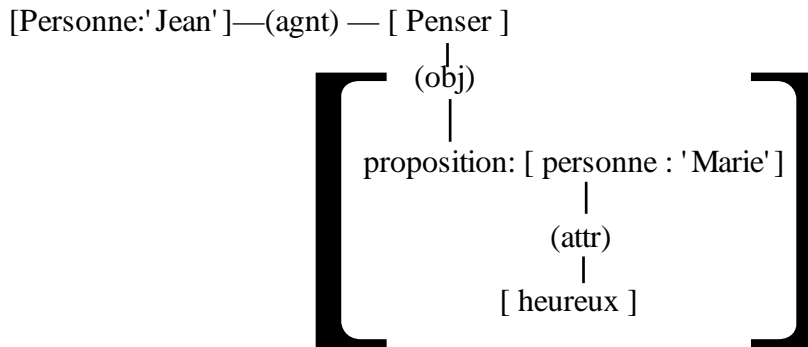 [Personne:'Jean']—(agnt) — [ Penser ]
(obj)
proposition: [ personne : 'Marie']
(attr)
[ heureux ]